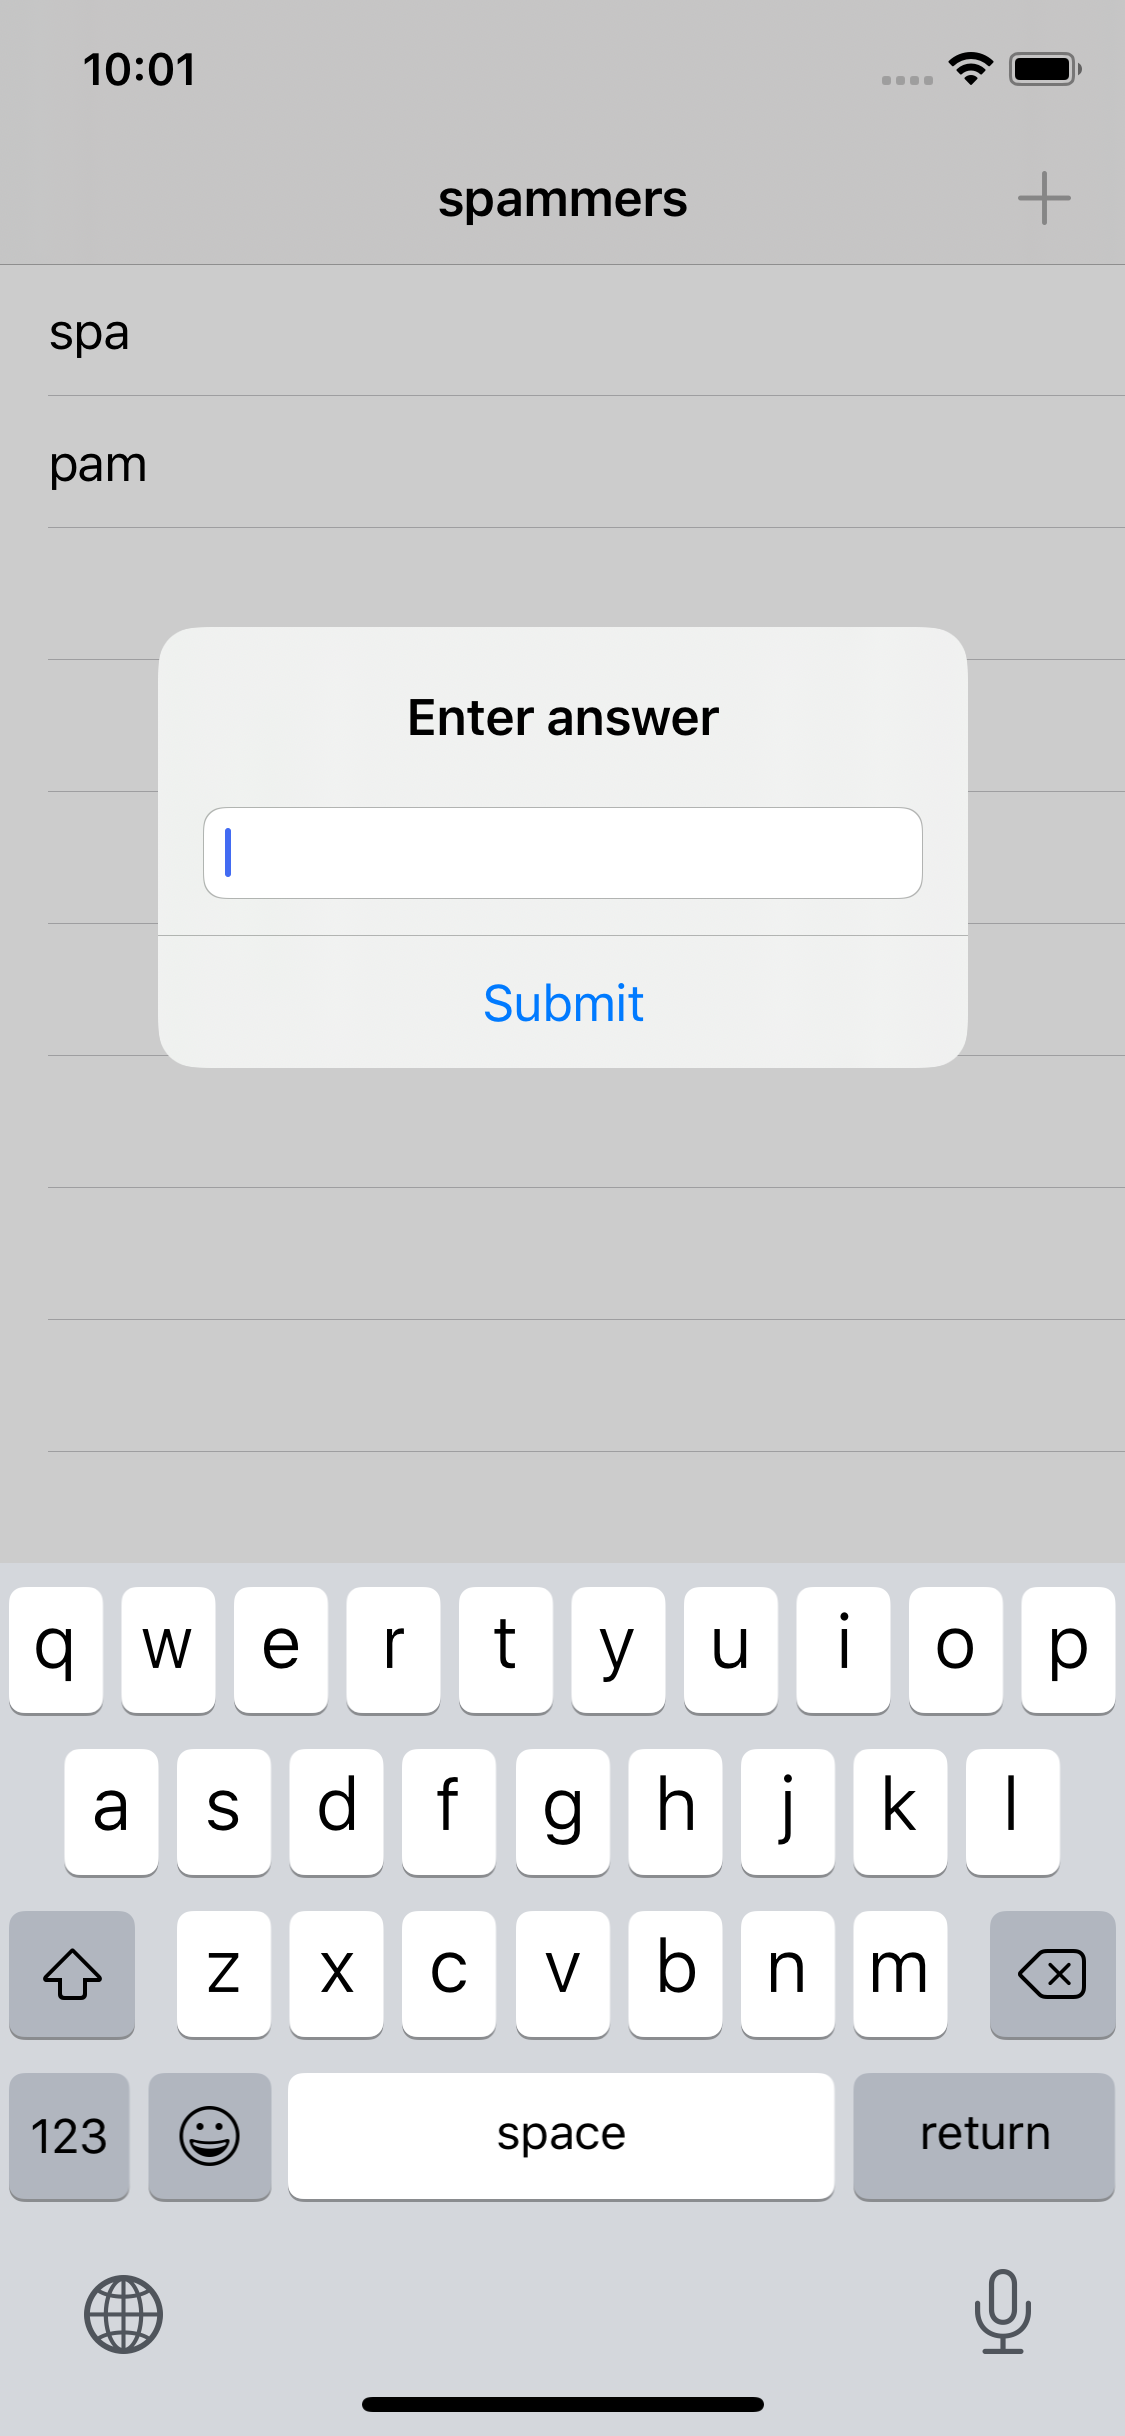 10:01
spammers
spa
pam
Enter answer
Submit
q w e r t y u i o p
a s d f g h j k l
z x c v b n m
123 space return